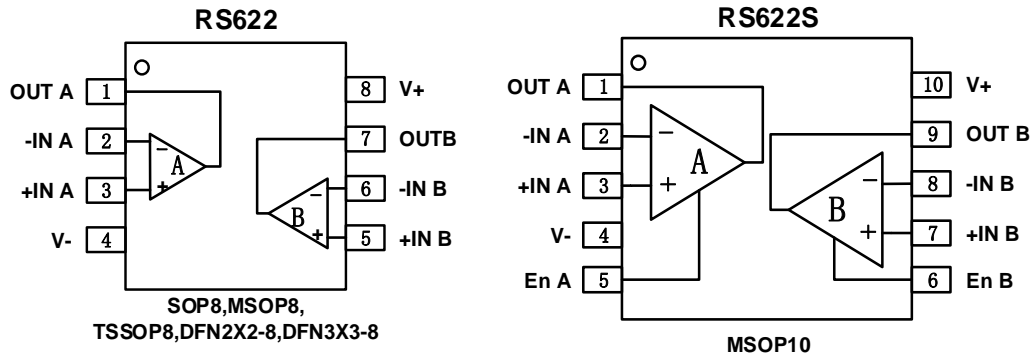 RS622
OUT A 1
-IN A 2
+IN A 3
V- 4
8 V+
7 OUTB
6 -IN B
5 +IN B
− A +
− B +
SOP8,MSOP8,
TSSOP8,DFN2X2-8,DFN3X3-8
RS622S
OUT A 1
-IN A 2
+IN A 3
V- 4
En A 5
10 V+
9 OUT B
8 -IN B
7 +IN B
6 En B
− A +
− B +
MSOP10